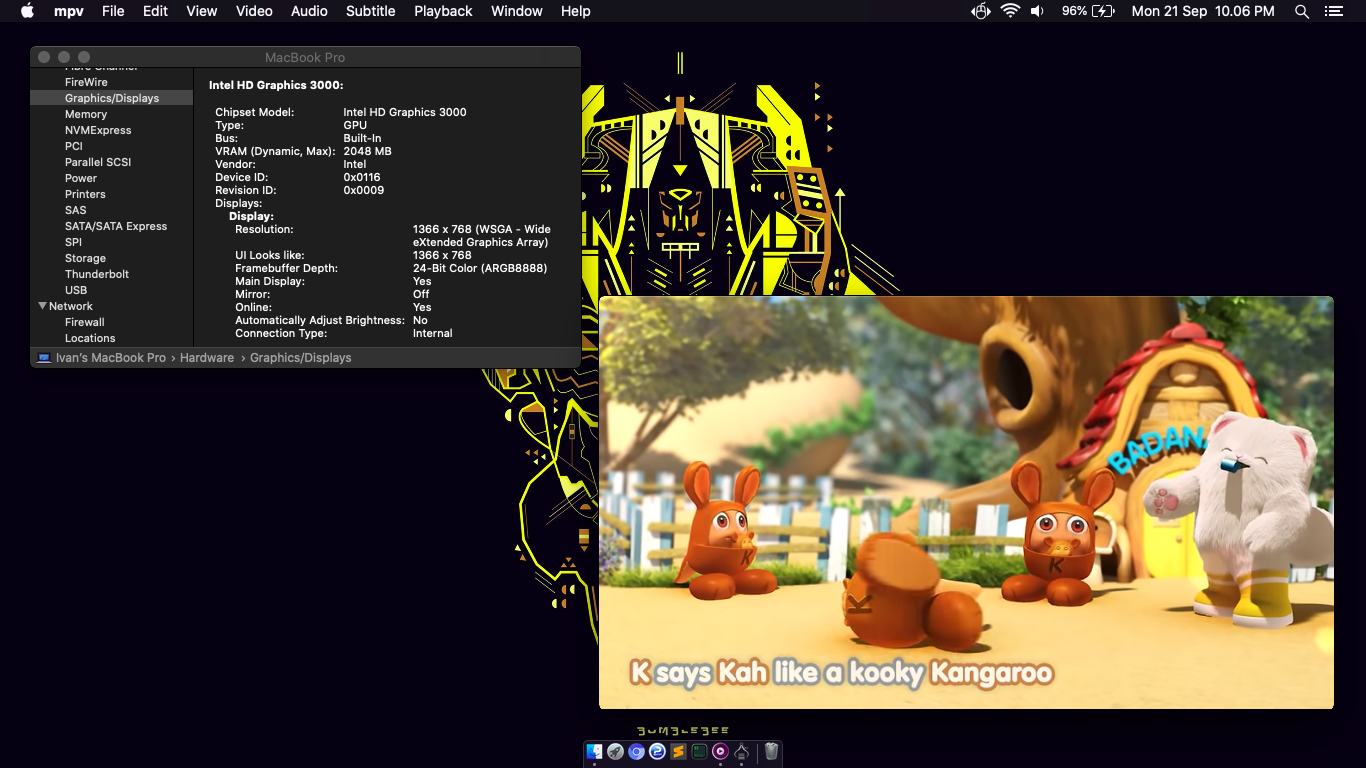 mpv File Edit View Video Audio Subtitle Playback Window Help 96% Mon 21 Sep 10.06 PM
MacBook Pro
Fibre Channel
FireWire
Graphics/Displays
Memory
NVMExpress
PCI
Parallel SCSI
Power
Printers
SAS
SATA/SATA Express
SPI
Storage
Thunderbolt
USB
Network
Firewall
Locations
Intel HD Graphics 3000:
Chipset Model: Intel HD Graphics 3000
Type: GPU
Bus: Built-In
VRAM (Dynamic, Max): 2048 MB
Vendor: Intel
Device ID: 0x0116
Revision ID: 0x0009
Displays:
Display:
Resolution: 1366 x 768 (WSGA - Wide
eXtended Graphics Array)
UI Looks like: 1366 x 768
Framebuffer Depth: 24-Bit Color (ARGB8888)
Main Display: Yes
Mirror: Off
Online: Yes
Automatically Adjust Brightness: No
Connection Type: Internal
Ivan's MacBook Pro › Hardware › Graphics/Displays
BADANA
K
K
K
K says Kah like a kooky Kangaroo
BUMBLEBEE